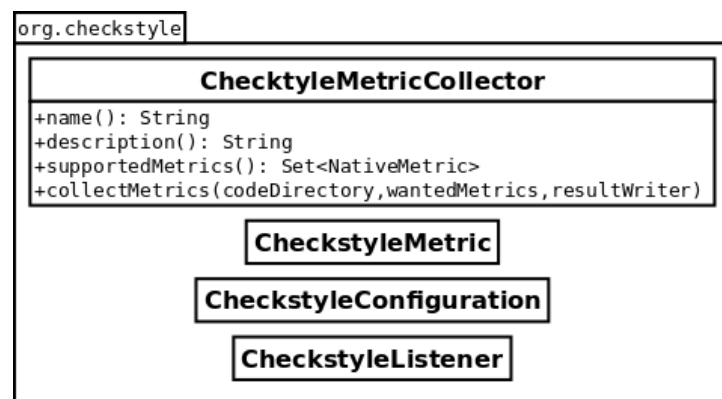 org.checkstyle
ChecktyleMetricCollector
+name(): String
+description(): String
+supportedMetrics(): Set<NativeMetric>
+collectMetrics(codeDirectory,wantedMetrics,resultWriter)
CheckstyleMetric
CheckstyleConfiguration
CheckstyleListener